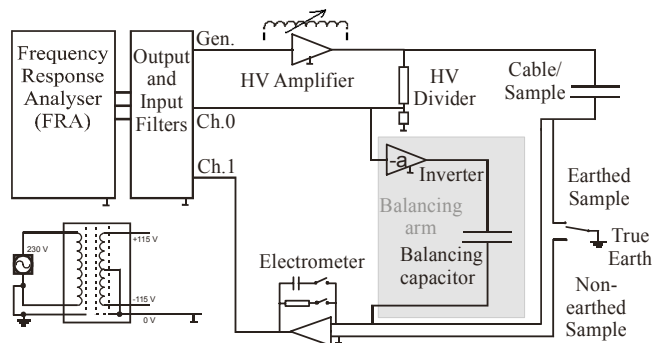 Frequency
Response
Analyser
(FRA)
Output
and
Input
Filters
Gen.
HV Amplifier
HV
Divider
Cable/
Sample
Ch.0
Ch.1
-a
Inverter
Balancing
arm
Balancing
capacitor
Earthed
Sample
True
Earth
Non-
earthed
Sample
Electrometer
230 V
+115 V
-115 V
0 V